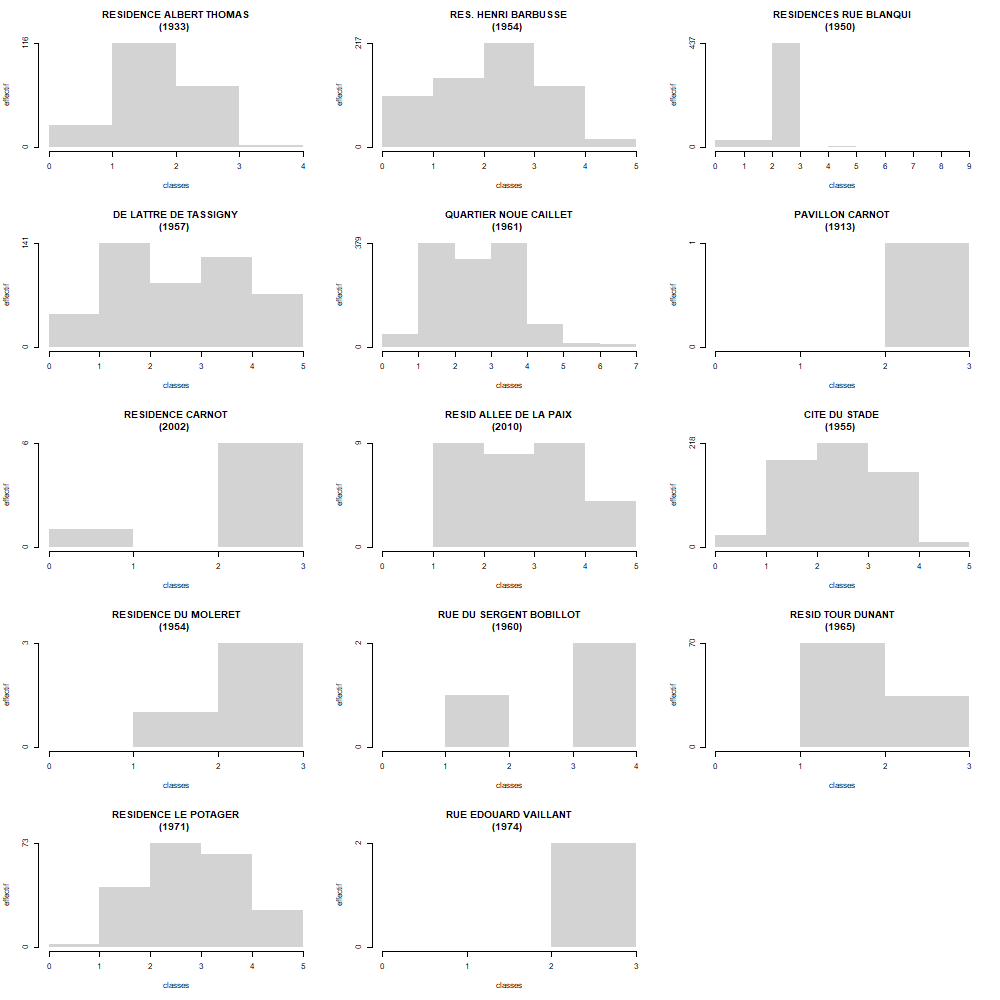 RESIDENCE ALBERT THOMAS
(1933)
effectif
0 116
0 1 2 3 4
classes
RES. HENRI BARBUSSE
(1954)
effectif
0 217
0 1 2 3 4 5
classes
RESIDENCES RUE BLANQUI
(1950)
effectif
0 437
0 1 2 3 4 5 6 7 8 9
classes
DE LATTRE DE TASSIGNY
(1957)
effectif
0 141
0 1 2 3 4 5
classes
QUARTIER NOUE CAILLET
(1961)
effectif
0 379
0 1 2 3 4 5 6 7
classes
PAVILLON CARNOT
(1913)
effectif
0 1
0 1 2 3
classes
RESIDENCE CARNOT
(2002)
effectif
0 6
0 1 2 3
classes
RESID ALLEE DE LA PAIX
(2010)
effectif
0 9
0 1 2 3 4 5
classes
CITE DU STADE
(1955)
effectif
0 218
0 1 2 3 4 5
classes
RESIDENCE DU MOLERET
(1954)
effectif
0 3
0 1 2 3
classes
RUE DU SERGENT BOBILLOT
(1960)
effectif
0 2
0 1 2 3 4
classes
RESID TOUR DUNANT
(1965)
effectif
0 70
0 1 2 3
classes
RESIDENCE LE POTAGER
(1971)
effectif
0 73
0 1 2 3 4 5
classes
RUE EDOUARD VAILLANT
(1974)
effectif
0 2
0 1 2 3
classes